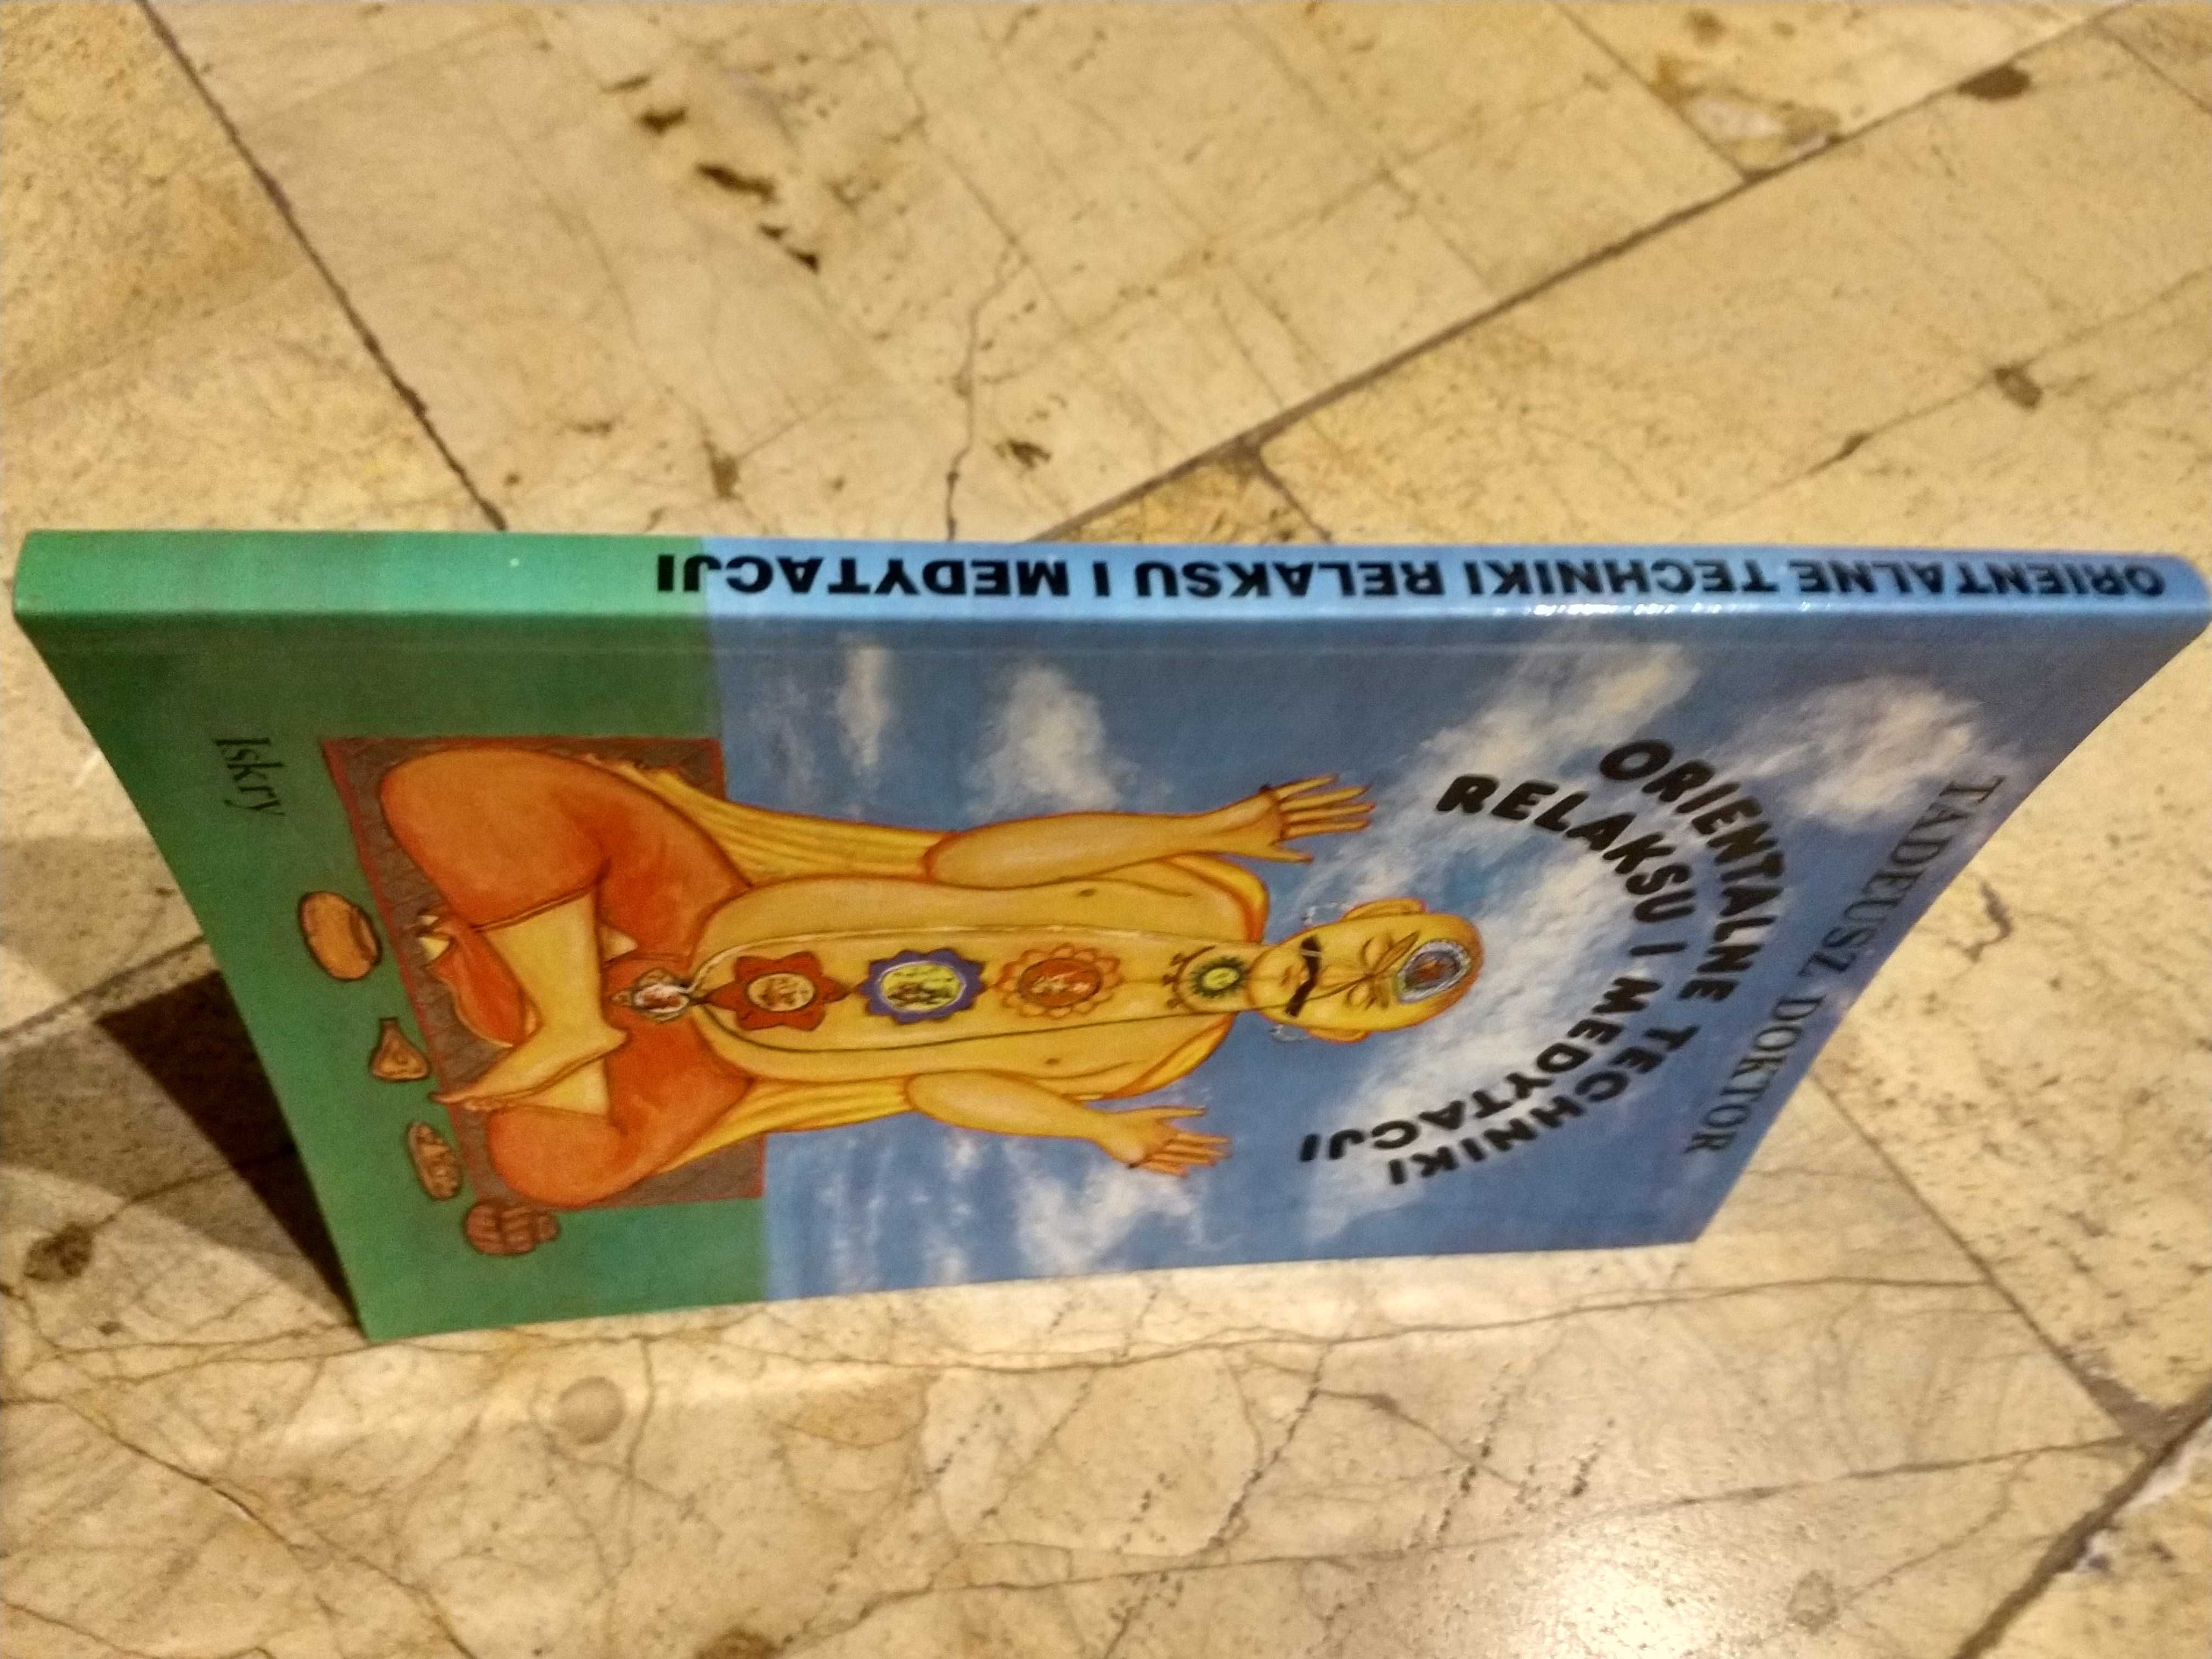 TADEUSZ DOKTOR
ORIENTALNE TECHNIKI
RELAKSU I MEDYTACJI
Iskry
ORIENTALNE TECHNIKI RELAKSU I MEDYTACJI